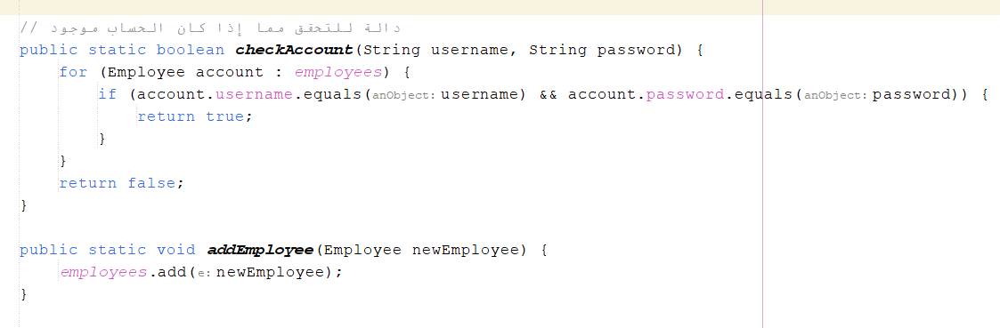 // دالة للتحقق مما إذا كان الحساب موجود
public static boolean checkAccount(String username, String password) {
for (Employee account : employees) {
if (account.username.equals(anObject: username) && account.password.equals(anObject: password)) {
return true;
}
}
return false;
}
public static void addEmployee(Employee newEmployee) {
employees.add(e: newEmployee);
}